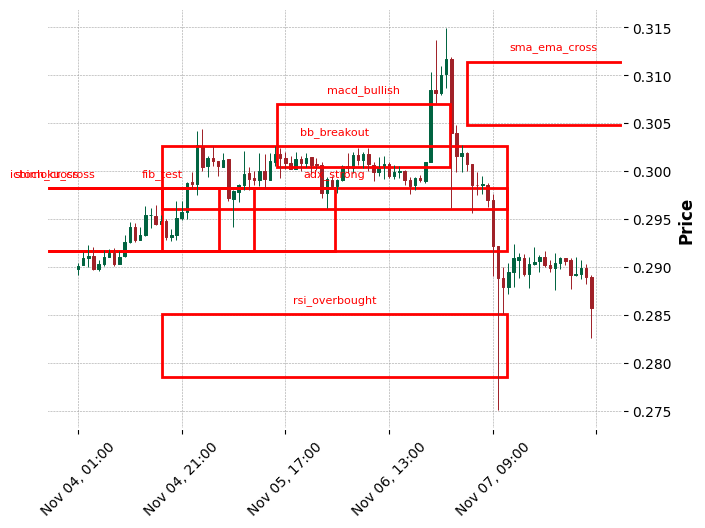 sma_ema_cross
macd_bullish
bb_breakout
stoch_cross
fib_test
adx_strong
rsi_overbought
0.315
0.310
0.305
0.300
0.295
0.290
0.285
0.280
0.275
Price
Nov 04, 01:00
Nov 04, 21:00
Nov 05, 17:00
Nov 06, 13:00
Nov 07, 09:00